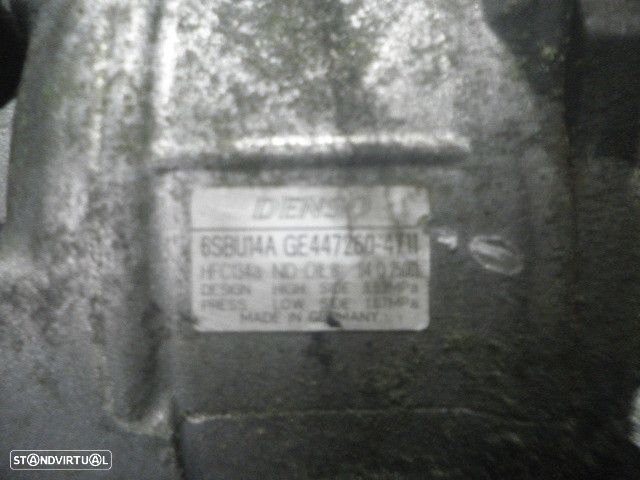 DENSO
6SBU14A GE447260-4711
HFC134a ND-OIL 8
DESIGN HIGH SIDE
PRESS LOW SIDE
MADE IN GERMANY
STANDVIRTUAL